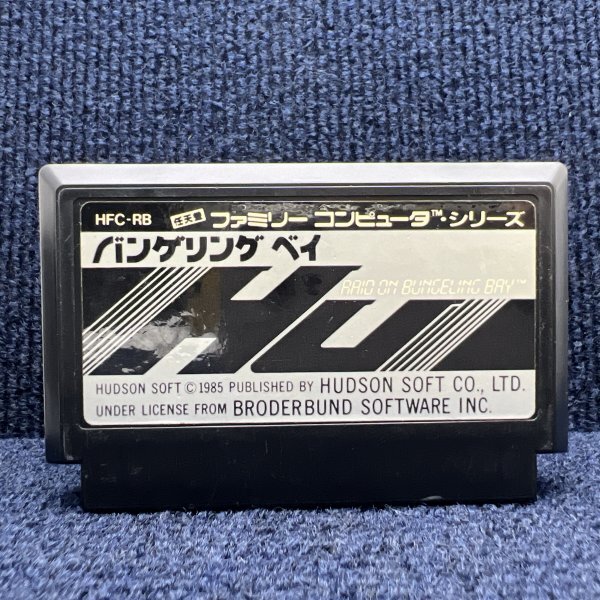 HFC-RB 任天堂 ファミリー コンピュータ™・シリーズ
バンゲリング ベイ
RAID ON BUNGELING BAY™
HUDSON SOFT ©1985 PUBLISHED BY HUDSON SOFT CO., LTD.
UNDER LICENSE FROM BRODERBUND SOFTWARE INC.